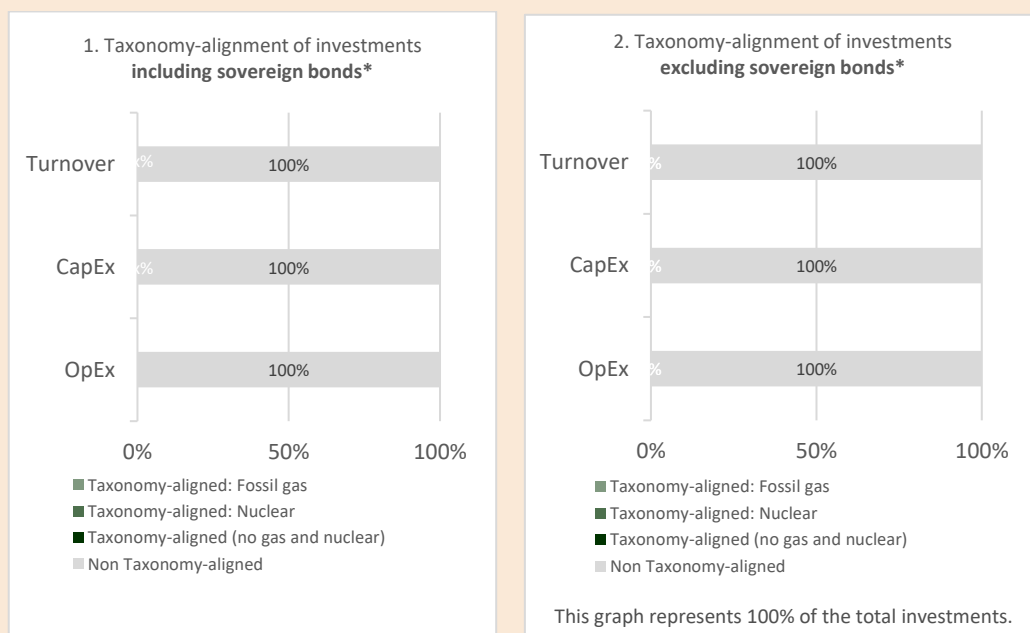 1. Taxonomy-alignment of investments
including sovereign bonds*
Turnover
x%
100%
CapEx
x%
100%
OpEx
100%
0%
50%
100%
Taxonomy-aligned: Fossil gas
Taxonomy-aligned: Nuclear
Taxonomy-aligned (no gas and nuclear)
Non Taxonomy-aligned
2. Taxonomy-alignment of investments
excluding sovereign bonds*
Turnover
%
100%
CapEx
%
100%
OpEx
%
100%
0%
50%
100%
Taxonomy-aligned: Fossil gas
Taxonomy-aligned: Nuclear
Taxonomy-aligned (no gas and nuclear)
Non Taxonomy-aligned
This graph represents 100% of the total investments.